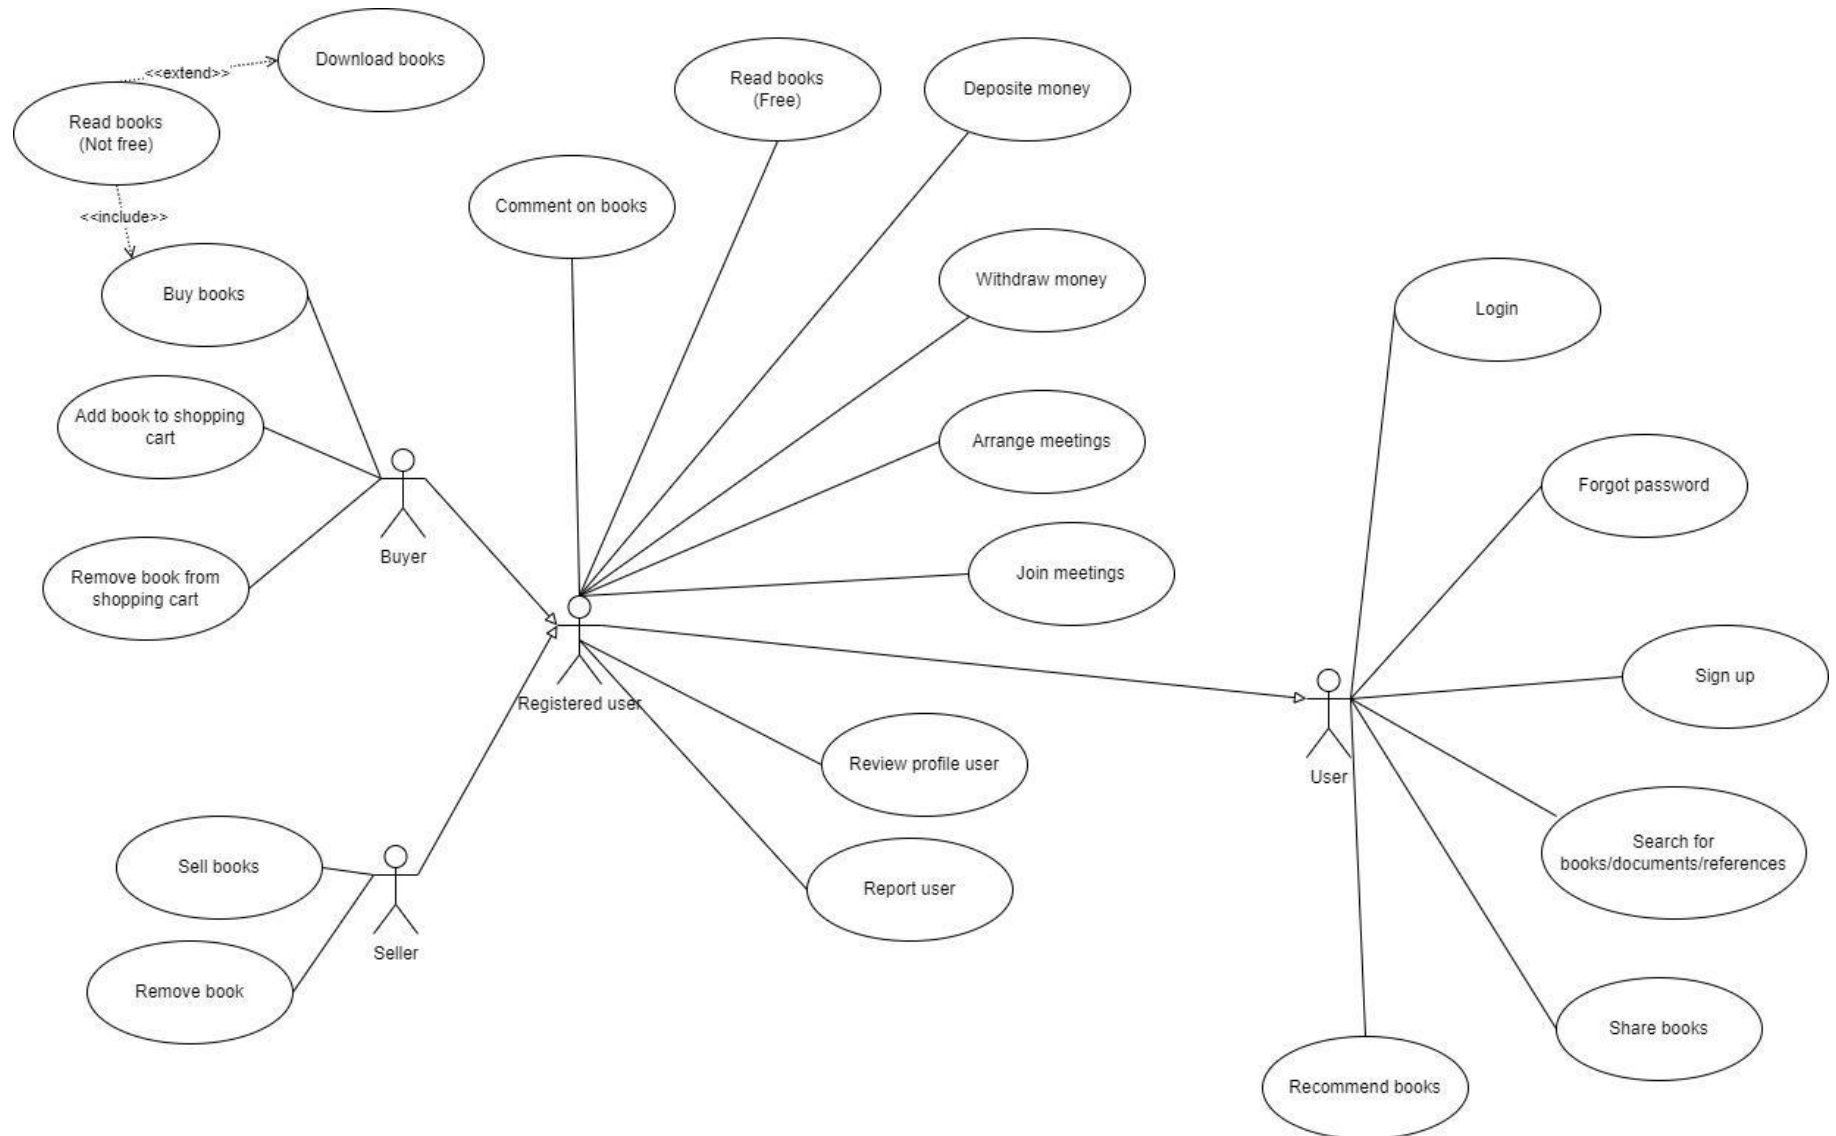 Download books
<<extend>>
Read books
(Not free)
<<include>>
Buy books
Add book to shopping
cart
Remove book from
shopping cart
Buyer
Comment on books
Read books
(Free)
Deposite money
Withdraw money
Arrange meetings
Join meetings
Registered user
Review profile user
Report user
Sell books
Remove book
Seller
Login
Forgot password
Sign up
User
Search for
books/documents/references
Share books
Recommend books